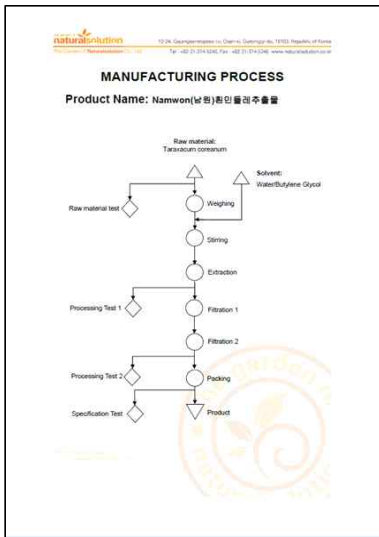 naturalsolution
MANUFACTURING PROCESS
Product Name: Namwon(남원)흰민들레추출물
Raw material:
Taraxacum coreanum
Solvent:
Water/Butylene Glycol
Raw material test
Weighing
Stirring
Extraction
Processing Test 1
Filtration 1
Filtration 2
Processing Test 2
Packing
Specification Test
Product